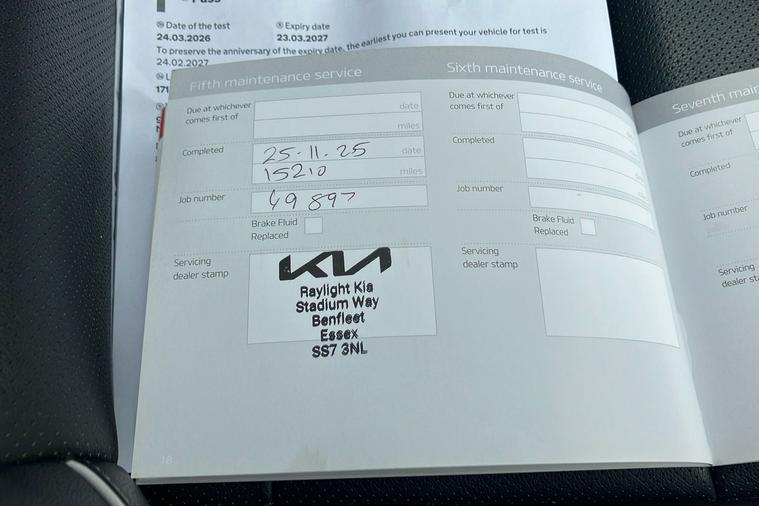 Pass
Date of the test
Expiry date
24.03.2026
23.03.2027
To preserve the anniversary of the expiry date, the earliest you can present your vehicle for test is
24.02.2027
Fifth maintenance service
Due at whichever
comes first of
date
miles
Completed
25-11-25
date
15210
miles
Job number
49897
Brake Fluid
Replaced
Servicing
dealer stamp
KIA
Raylight Kia
Stadium Way
Benfleet
Essex
SS7 3NL
18
Sixth maintenance service
Due at whichever
comes first of
Completed
Job number
Brake Fluid
Replaced
Servicing
dealer stamp
Seventh
Due at whichever
comes first of
Completed
Job number
Servicing
dealer